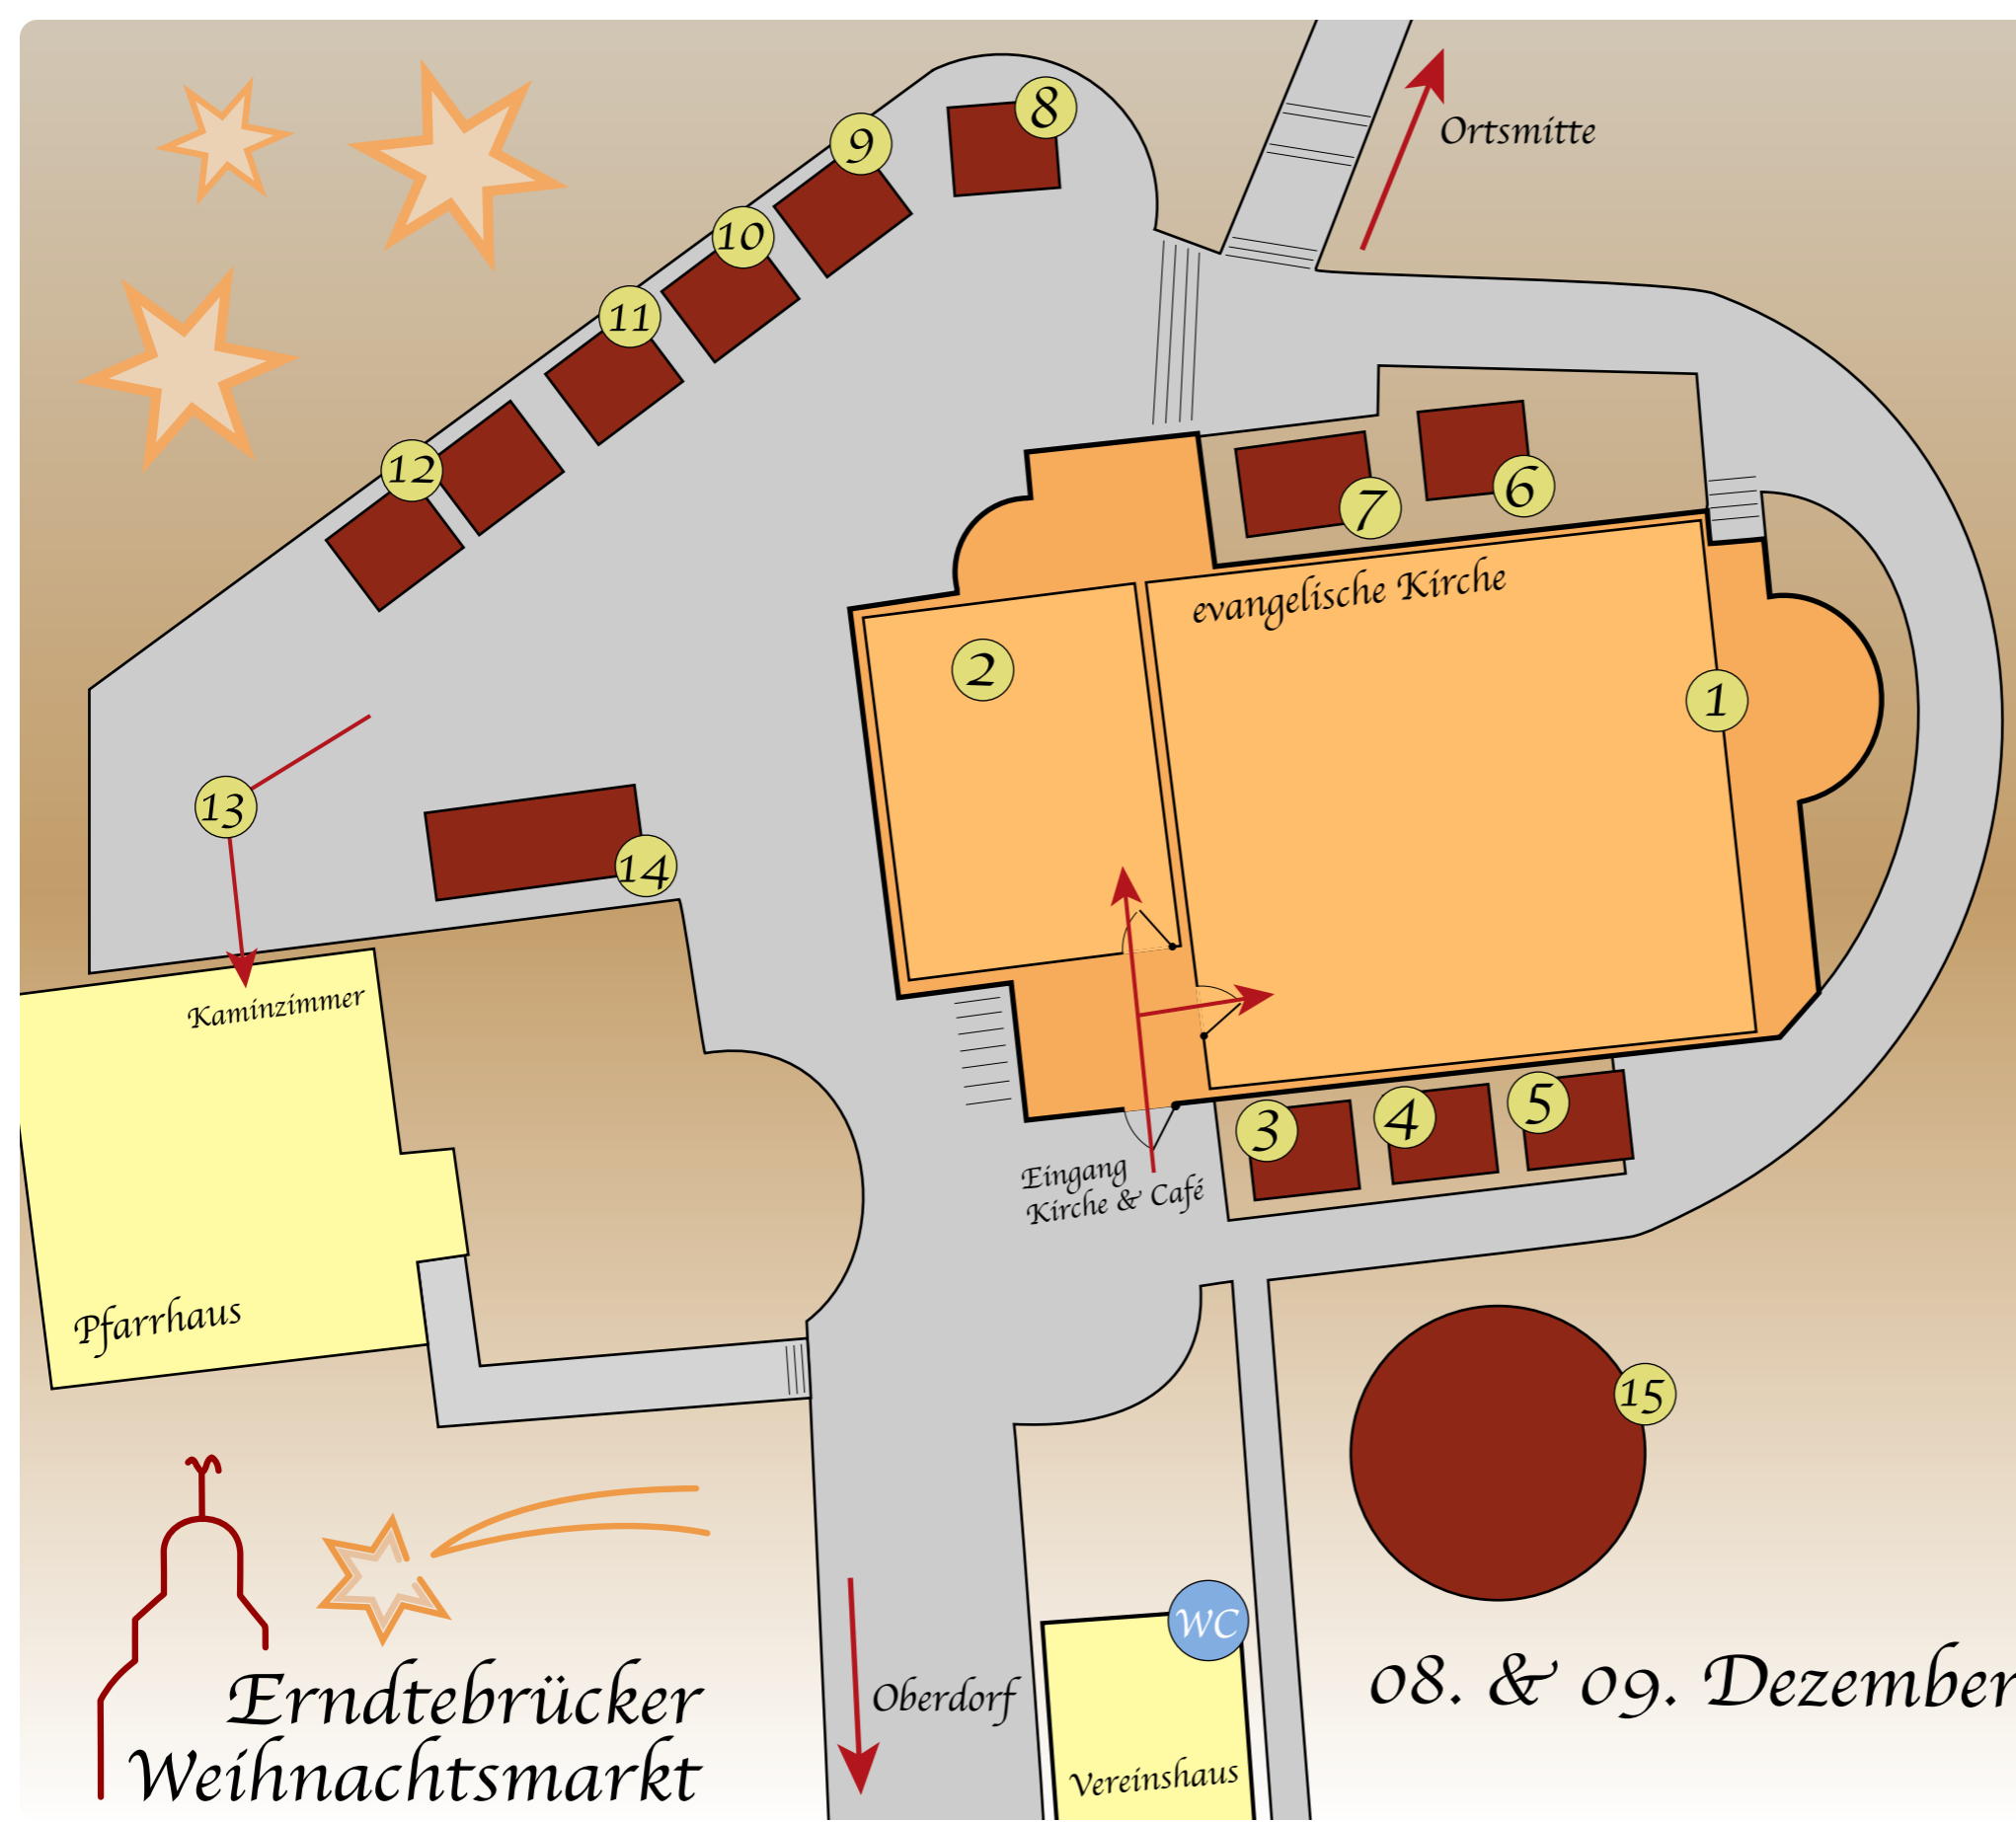 8
9
Ortsmitte
10
11
12
7
6
evangelische Kirche
2
1
13
14
Kaminzimmer
3
4
5
Eingang
Kirche & Café
Pfarrhaus
15
WC
Oberdorf
Vereinshaus
Erndtebrücker
Weihnachtsmarkt
08. & 09. Dezember